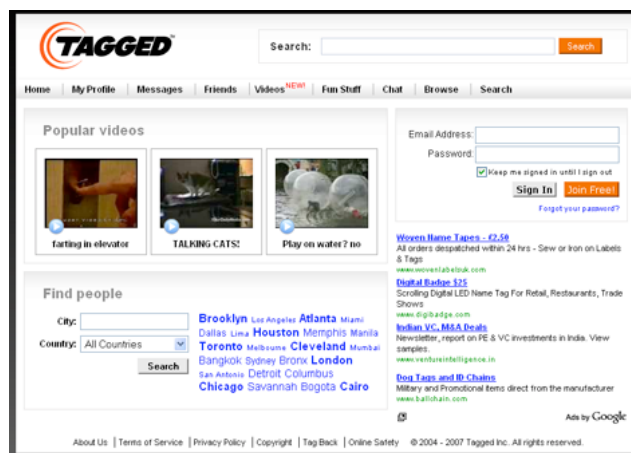 TAGGED
Search:
Search
Home | My Profile | Messages | Friends | Videos NEW! | Fun Stuff | Chat | Browse | Search
Popular videos
farting in elevator
TALKING CATS!
Play on water? no
Email Address:
Password:
Keep me signed in until I sign out
Sign In
Join Free!
Forgot your password?
Find people
City:
Country: All Countries
Search
Brooklyn Los Angeles Atlanta Miami
Dallas Lima Houston Memphis Manila
Toronto Melbourne Cleveland Mumbai
Bangkok Sydney Bronx London
San Antonio Detroit Columbus
Chicago Savannah Bogota Cairo
Woven Name Tapes - £2.50
All orders despatched within 24 hrs - Sew or Iron on Labels
& Tags
www.wovenlabelsuk.com
Digital Badge $25
Scrolling Digital LED Name Tag For Retail, Restaurants, Trade
Shows
www.digibadge.com
Indian VC, M&A Deals
Newsletter, report on PE & VC investments in India. View
samples.
www.ventureintelligence.in
Dog Tags and ID Chains
Military and Promotional items direct from the manufacturer
www.ballchain.com
Ads by Google
About Us | Terms of Service | Privacy Policy | Copyright | Tag Back | Online Safety © 2004 - 2007 Tagged Inc. All rights reserved.